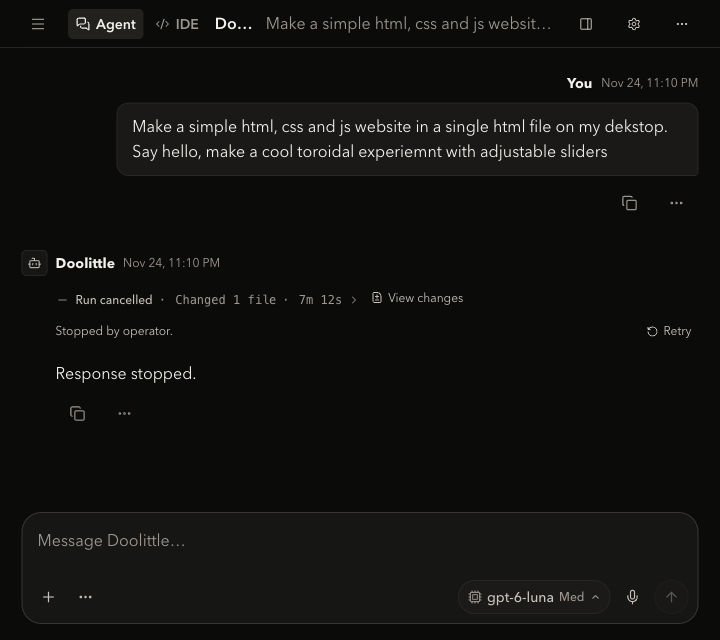 Agent
IDE
Do...
Make a simple html, css and js websit...
You Nov 24, 11:10 PM
Make a simple html, css and js website in a single html file on my dekstop.
Say hello, make a cool toroidal experiemnt with adjustable sliders
Doolittle Nov 24, 11:10 PM
— Run cancelled · Changed 1 file · 7m 12s > View changes
Stopped by operator.
Retry
Response stopped.
Message Doolittle...
gpt-6-luna Med